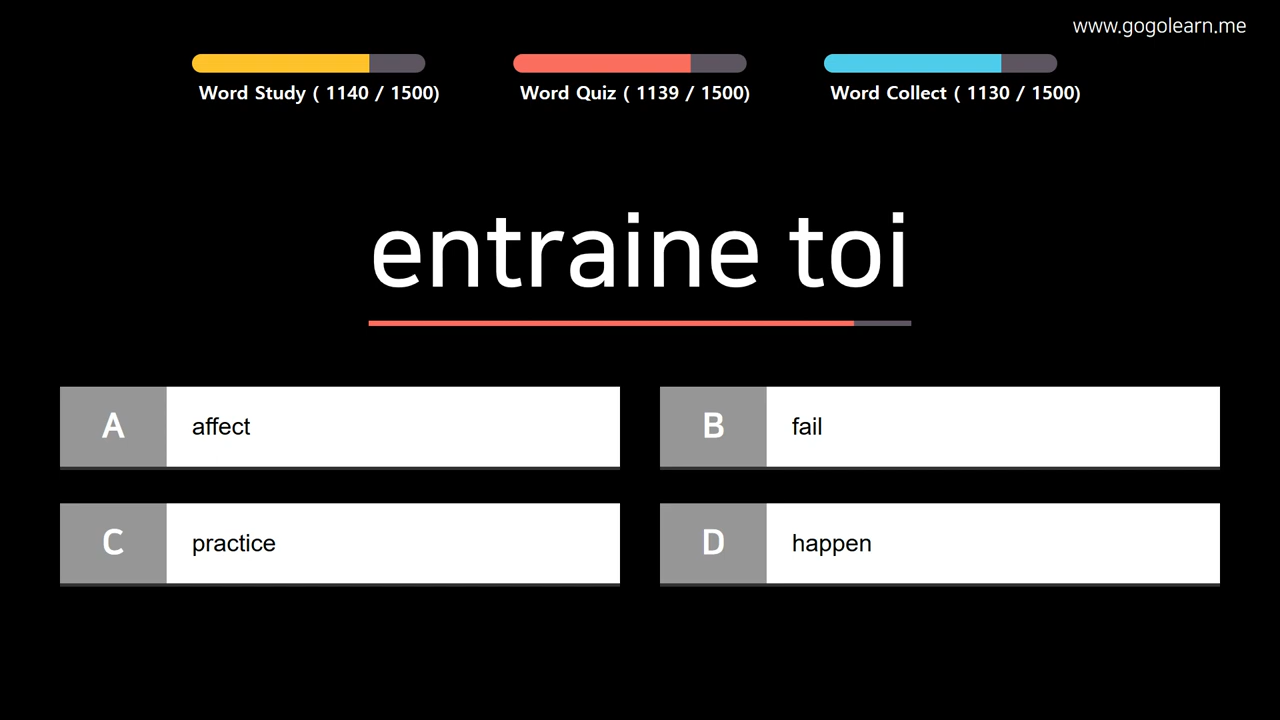 www.gogolearn.me
Word Study ( 1140 / 1500)
Word Quiz ( 1139 / 1500)
Word Collect ( 1130 / 1500)
entraine toi
A affect
B fail
C practice
D happen